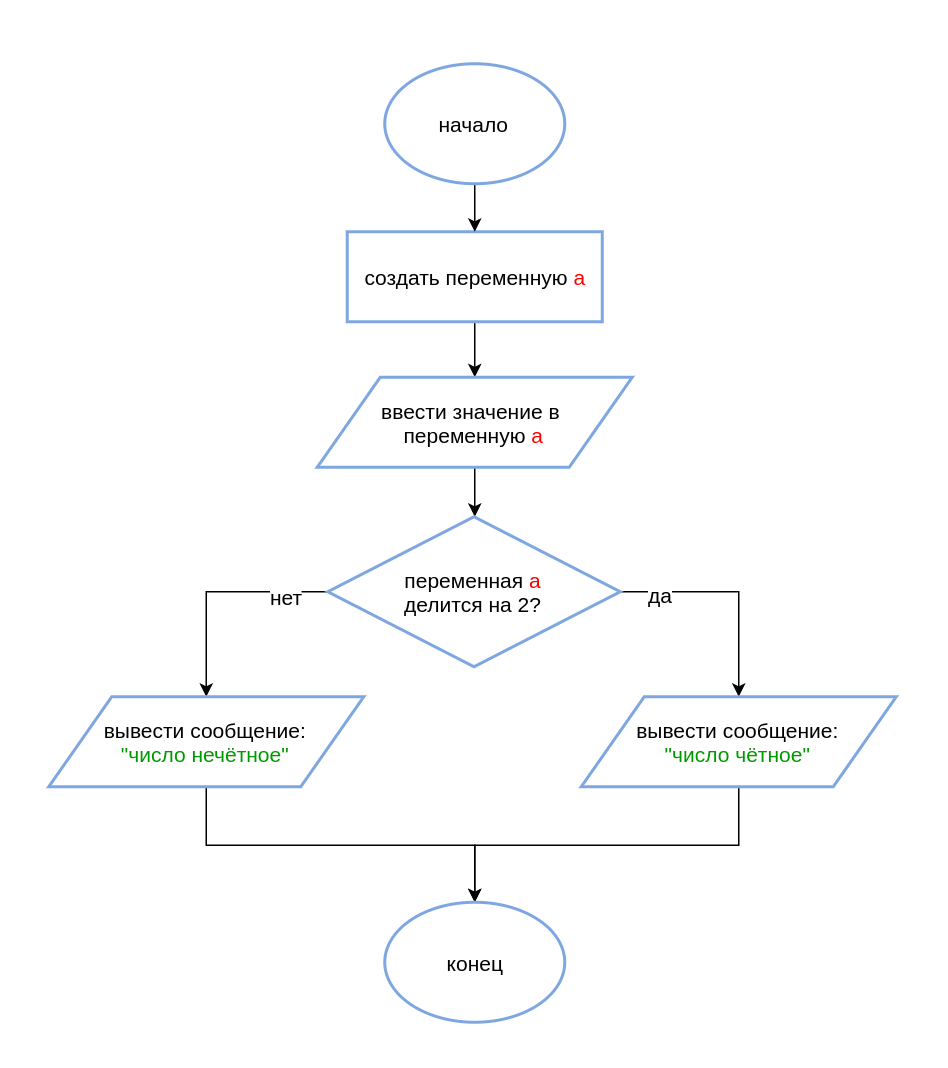 начало
создать переменную а
ввести значение в
переменную а
переменная а
делится на 2?
нет
да
вывести сообщение:
"число нечётное"
вывести сообщение:
"число чётное"
конец